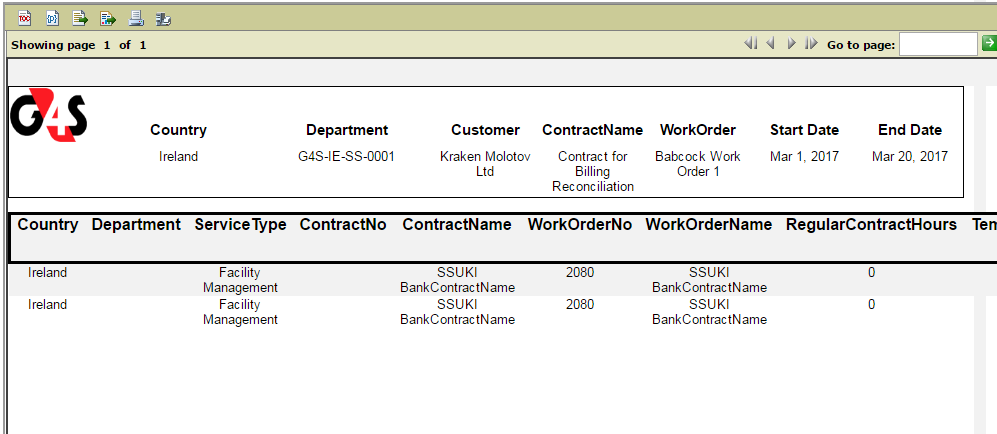 TOC
Showing page 1 of 1
Go to page:
G4S
Country Department Customer ContractName WorkOrder Start Date End Date
Ireland G4S-IE-SS-0001 Kraken Molotov Contract for Babcock Work Mar 1, 2017 Mar 20, 2017
Ltd Billing Order 1
Reconciliation
Country Department ServiceType ContractNo ContractName WorkOrderNo WorkOrderName RegularContractHours Tem
Ireland Facility SSUKI 2080 SSUKI 0
Management BankContractName BankContractName
Ireland Facility SSUKI 2080 SSUKI 0
Management BankContractName BankContractName